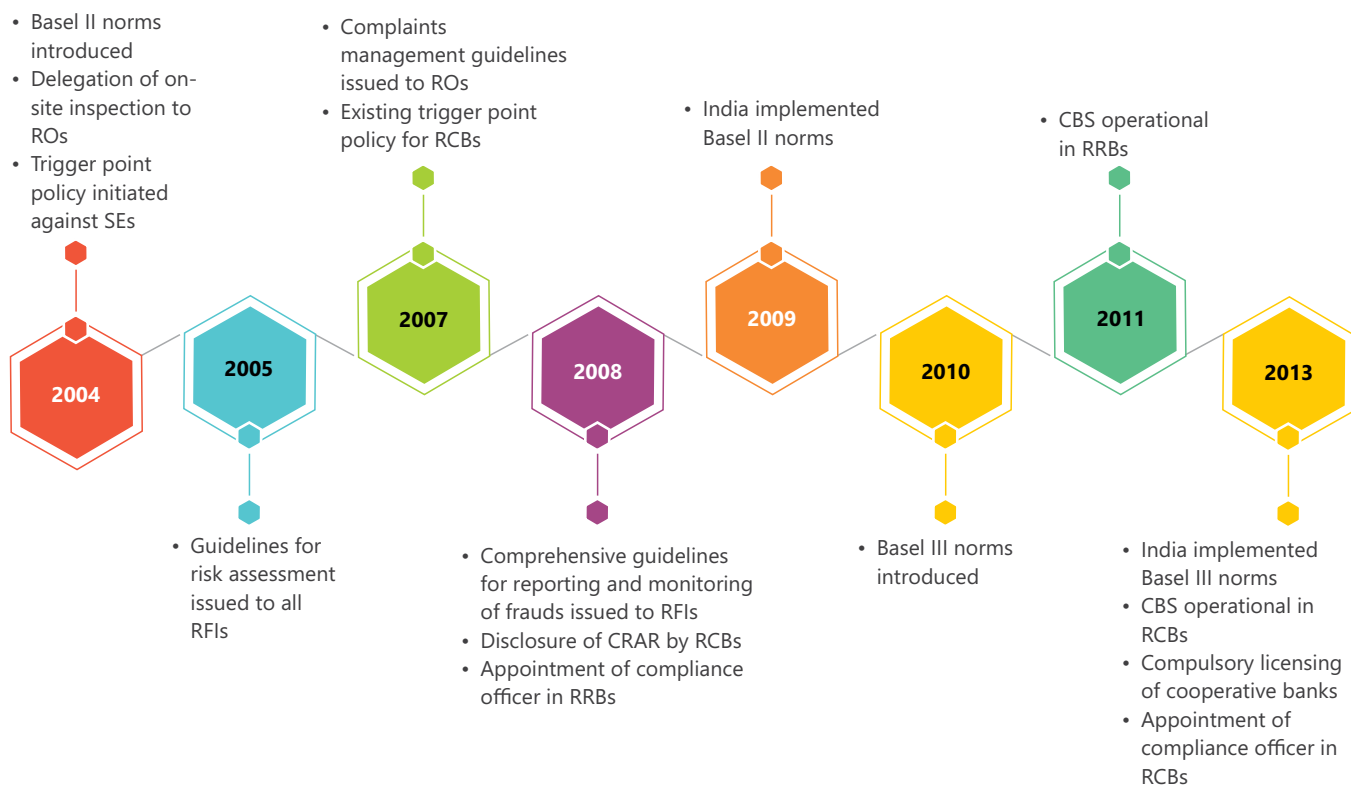 • Basel II norms
introduced
• Delegation of on-
site inspection to
ROs
• Trigger point
policy initiated
against SEs
2004
2005
• Guidelines for
risk assessment
issued to all
RFIs
• Complaints
management guidelines
issued to ROs
• Existing trigger point
policy for RCBs
2007
2008
• Comprehensive guidelines
for reporting and monitoring
of frauds issued to RFIs
• Disclosure of CRAR by RCBs
• Appointment of compliance
officer in RRBs
• India implemented
Basel II norms
2009
2010
• Basel III norms
introduced
• CBS operational
in RRBs
2011
2013
• India implemented
Basel III norms
• CBS operational in
RCBs
• Compulsory licensing
of cooperative banks
• Appointment of
compliance officer in
RCBs